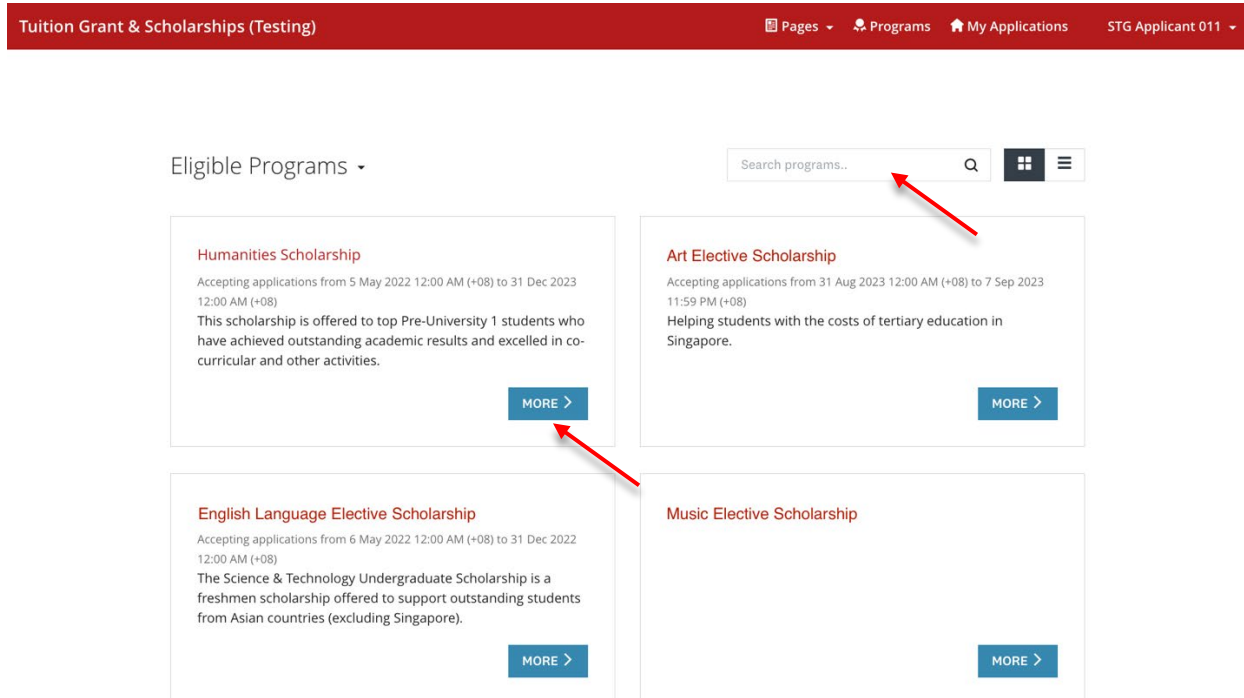 Tuition Grant & Scholarships (Testing)
Pages
Programs
My Applications
STG Applicant 011
Eligible Programs
Search programs..
Humanities Scholarship
Accepting applications from 5 May 2022 12:00 AM (+08) to 31 Dec 2023
12:00 AM (+08)
This scholarship is offered to top Pre-University 1 students who
have achieved outstanding academic results and excelled in co-
curricular and other activities.
MORE
Art Elective Scholarship
Accepting applications from 31 Aug 2023 12:00 AM (+08) to 7 Sep 2023
11:59 PM (+08)
Helping students with the costs of tertiary education in
Singapore.
MORE
English Language Elective Scholarship
Accepting applications from 6 May 2022 12:00 AM (+08) to 31 Dec 2022
12:00 AM (+08)
The Science & Technology Undergraduate Scholarship is a
freshmen scholarship offered to support outstanding students
from Asian countries (excluding Singapore).
MORE
Music Elective Scholarship
MORE